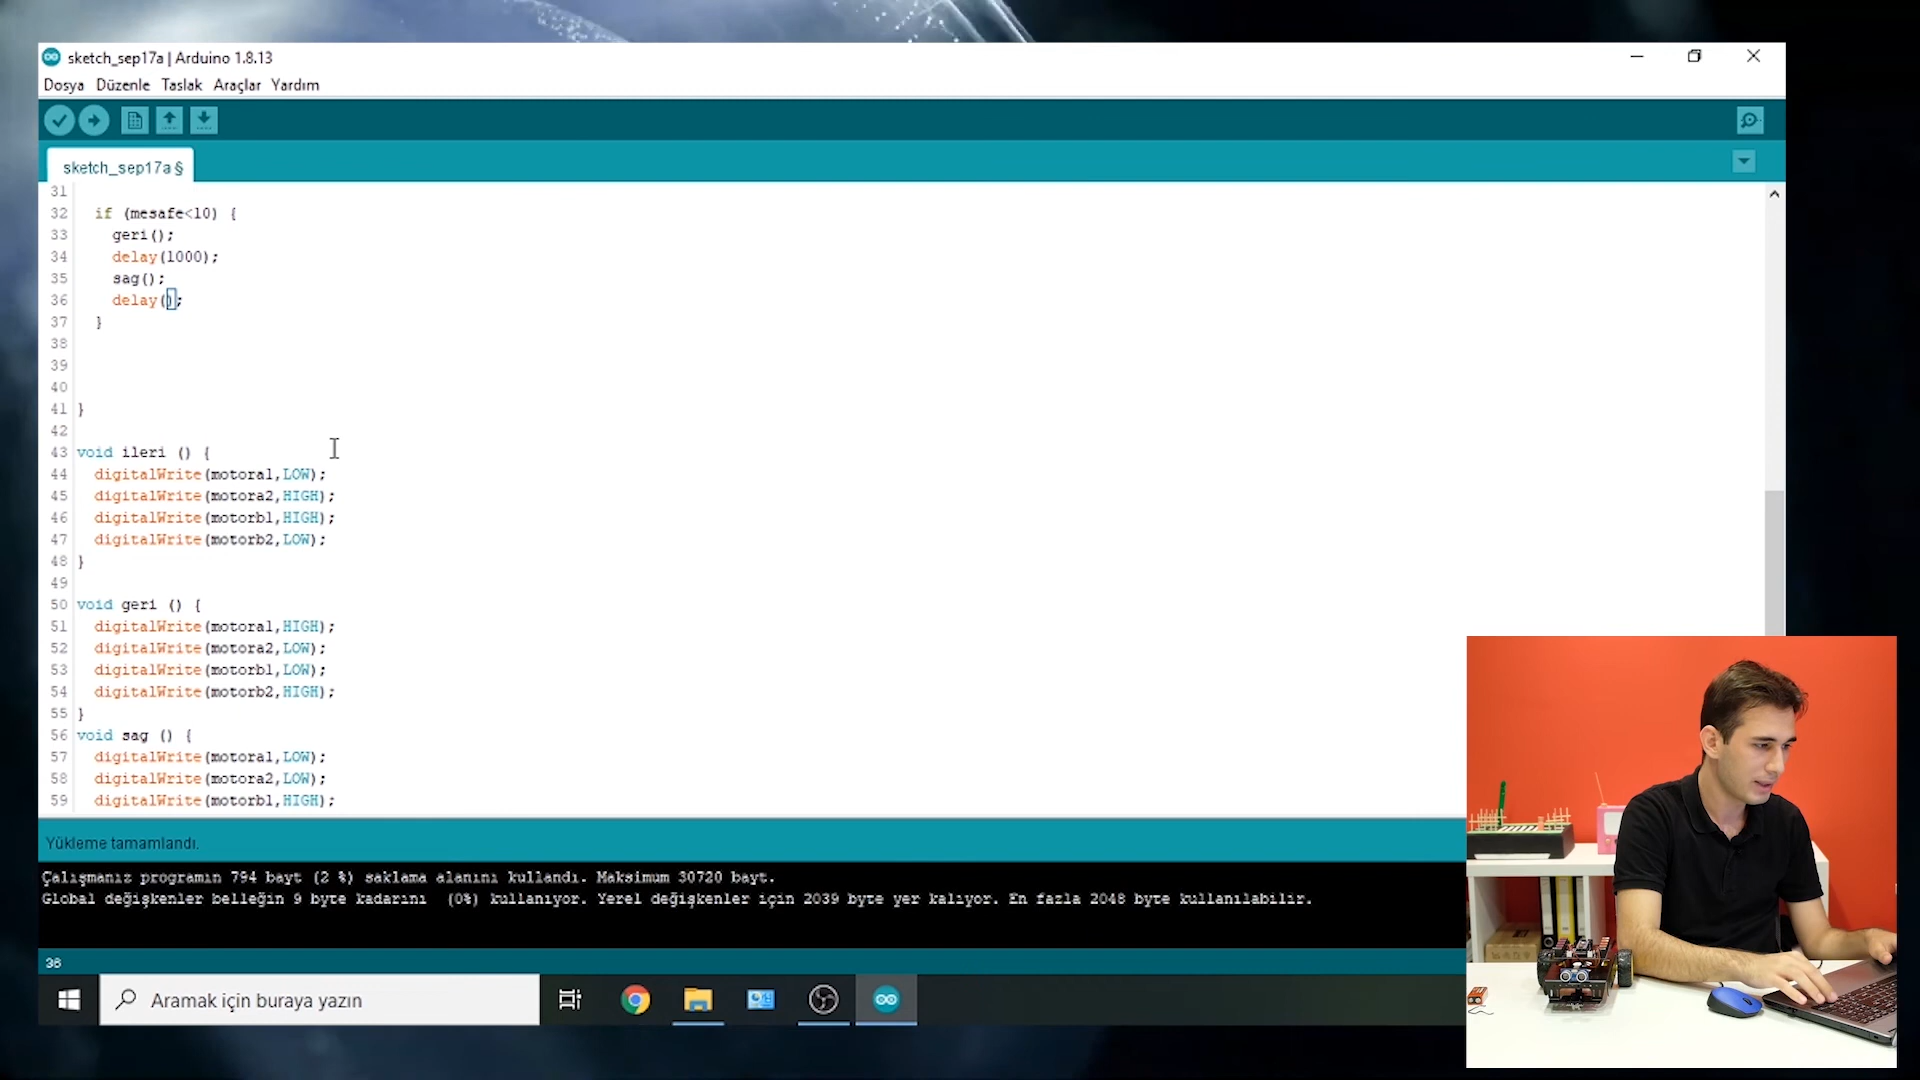 sketch_sep17a | Arduino 1.8.13
Dosya Düzenle Taslak Araçlar Yardım
sketch_sep17a §
31
32 if (mesafe<10) {
33 geri();
34 delay(1000);
35 sag();
36 delay();
37 }
38
39
40
41 }
42
43 void ileri () {
44 digitalWrite(motora1,LOW);
45 digitalWrite(motora2,HIGH);
46 digitalWrite(motorb1,HIGH);
47 digitalWrite(motorb2,LOW);
48 }
49
50 void geri () {
51 digitalWrite(motora1,HIGH);
52 digitalWrite(motora2,LOW);
53 digitalWrite(motorb1,LOW);
54 digitalWrite(motorb2,HIGH);
55 }
56 void sag () {
57 digitalWrite(motora1,LOW);
58 digitalWrite(motora2,LOW);
59 digitalWrite(motorb1,HIGH);
Yükleme tamamlandı.
Çalışmanız programın 794 bayt (2 %) saklama alanını kullandı. Maksimum 30720 bayt.
Global değişkenler belleğin 9 byte kadarını (0%) kullanıyor. Yerel değişkenler için 2039 byte yer kalıyor. En fazla 2048 byte kullanılabilir.
36
Aramak için buraya yazın